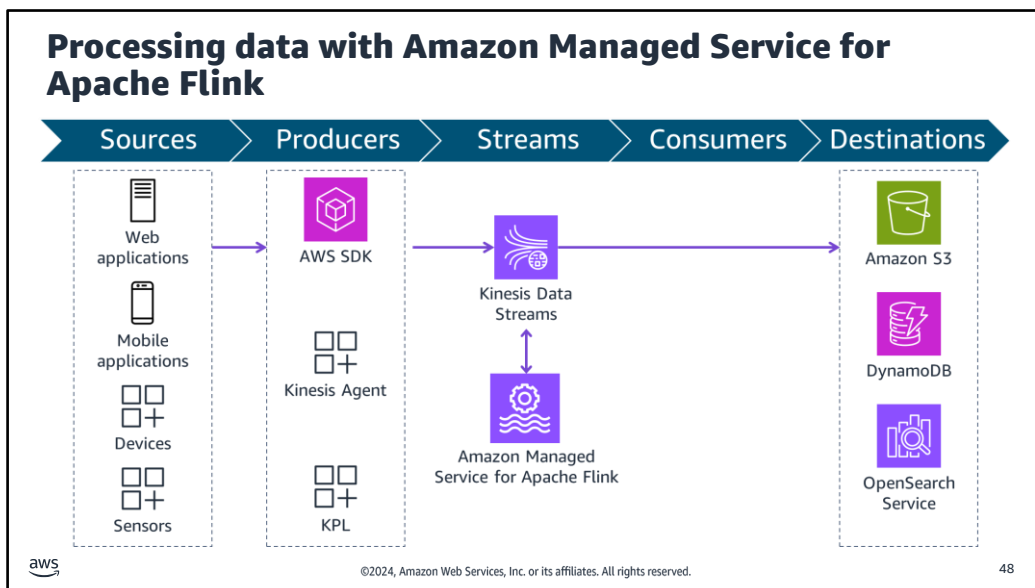 Processing data with Amazon Managed Service for
Apache Flink
Sources
Producers
Streams
Consumers
Destinations
Web
applications
Mobile
applications
Devices
Sensors
AWS SDK
Kinesis Agent
KPL
Kinesis Data
Streams
Amazon Managed
Service for Apache Flink
Amazon S3
DynamoDB
OpenSearch
Service
aws
©2024, Amazon Web Services, Inc. or its affiliates. All rights reserved.
48